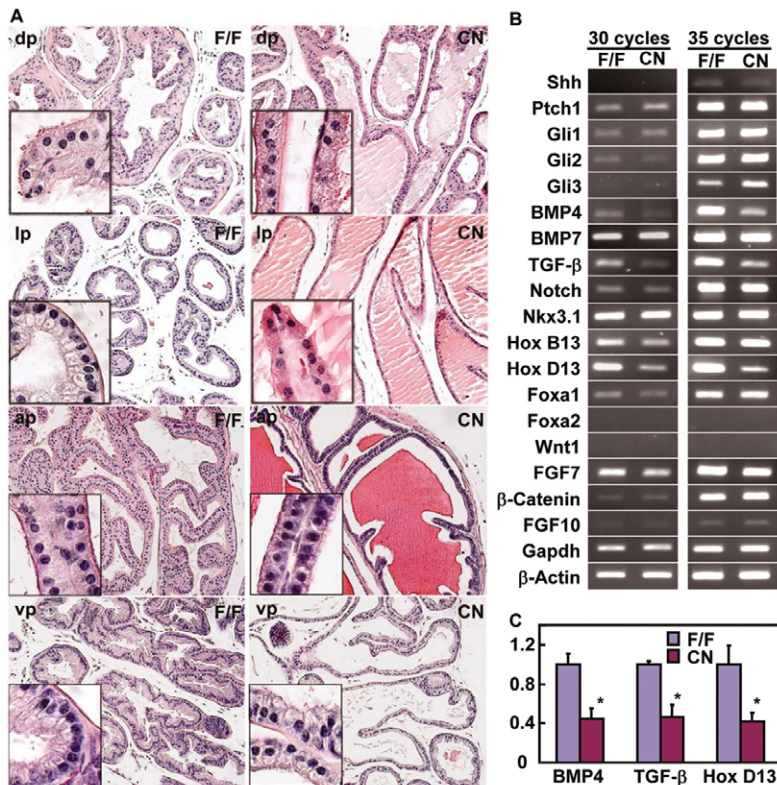 A
dp F/F
dp CN
lp F/F
lp CN
ap F/F
ap CN
vp F/F
vp CN
B
30 cycles 35 cycles
F/F CN F/F CN
Shh
Ptch1
Gli1
Gli2
Gli3
BMP4
BMP7
TGF-β
Notch
Nkx3.1
Hox B13
Hox D13
Foxa1
Foxa2
Wnt1
FGF7
β-Catenin
FGF10
Gapdh
β-Actin
C
F/F
CN
1.2
0.8
0.4
0
* * *
BMP4 TGF-β Hox D13